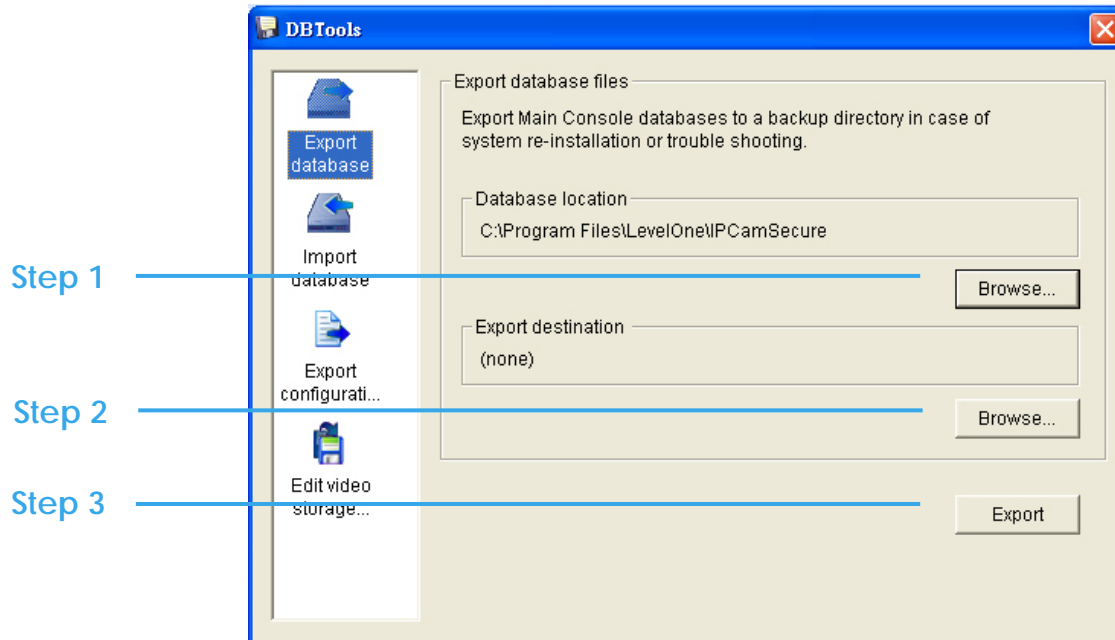 DBTools
Export
database
Import
database
Export
configurati...
Edit video
storage...
Export database files
Export Main Console databases to a backup directory in case of
system re-installation or trouble shooting.
Database location
C:\Program Files\LevelOne\IPCamSecure
Step 1
Browse...
Export destination
(none)
Step 2
Browse...
Step 3
Export